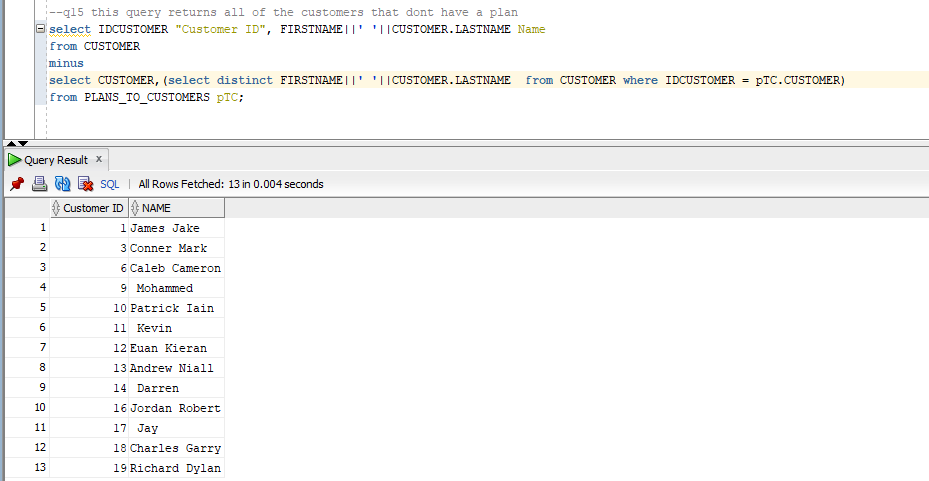 --q15 this query returns all of the customers that dont have a plan
select IDCUSTOMER "Customer ID", FIRSTNAME||' '||CUSTOMER.LASTNAME Name
from CUSTOMER
minus
select CUSTOMER,(select distinct FIRSTNAME||' '||CUSTOMER.LASTNAME  from CUSTOMER where IDCUSTOMER = pTC.CUSTOMER)
from PLANS_TO_CUSTOMERS pTC;
Query Result x
SQL | All Rows Fetched: 13 in 0.004 seconds
Customer ID NAME
1 1 James Jake
2 3 Conner Mark
3 6 Caleb Cameron
4 9 Mohammed
5 10 Patrick Iain
6 11 Kevin
7 12 Euan Kieran
8 13 Andrew Niall
9 14 Darren
10 16 Jordan Robert
11 17 Jay
12 18 Charles Garry
13 19 Richard Dylan